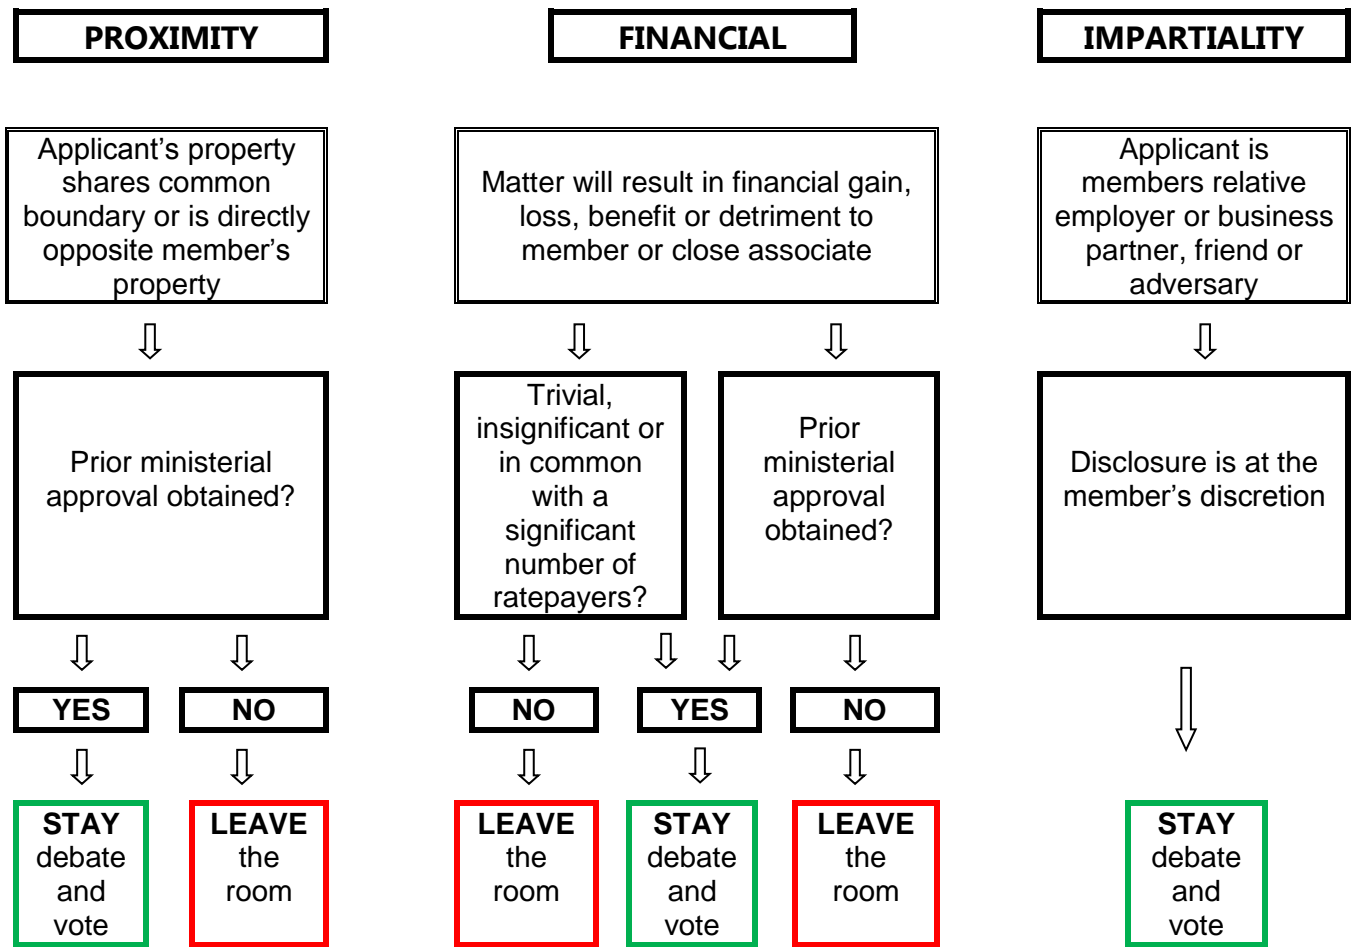 PROXIMITY
FINANCIAL
IMPARTIALITY
Applicant’s property
shares common
boundary or is directly
opposite member’s
property
Matter will result in financial gain,
loss, benefit or detriment to
member or close associate
Applicant is
members relative
employer or business
partner, friend or
adversary
Prior ministerial
approval obtained?
Trivial,
insignificant or
in common
with a
significant
number of
ratepayers?
Prior
ministerial
approval
obtained?
Disclosure is at the
member’s discretion
YES
NO
NO
YES
NO
STAY
debate
and
vote
LEAVE
the
room
LEAVE
the
room
STAY
debate
and
vote
LEAVE
the
room
STAY
debate
and
vote